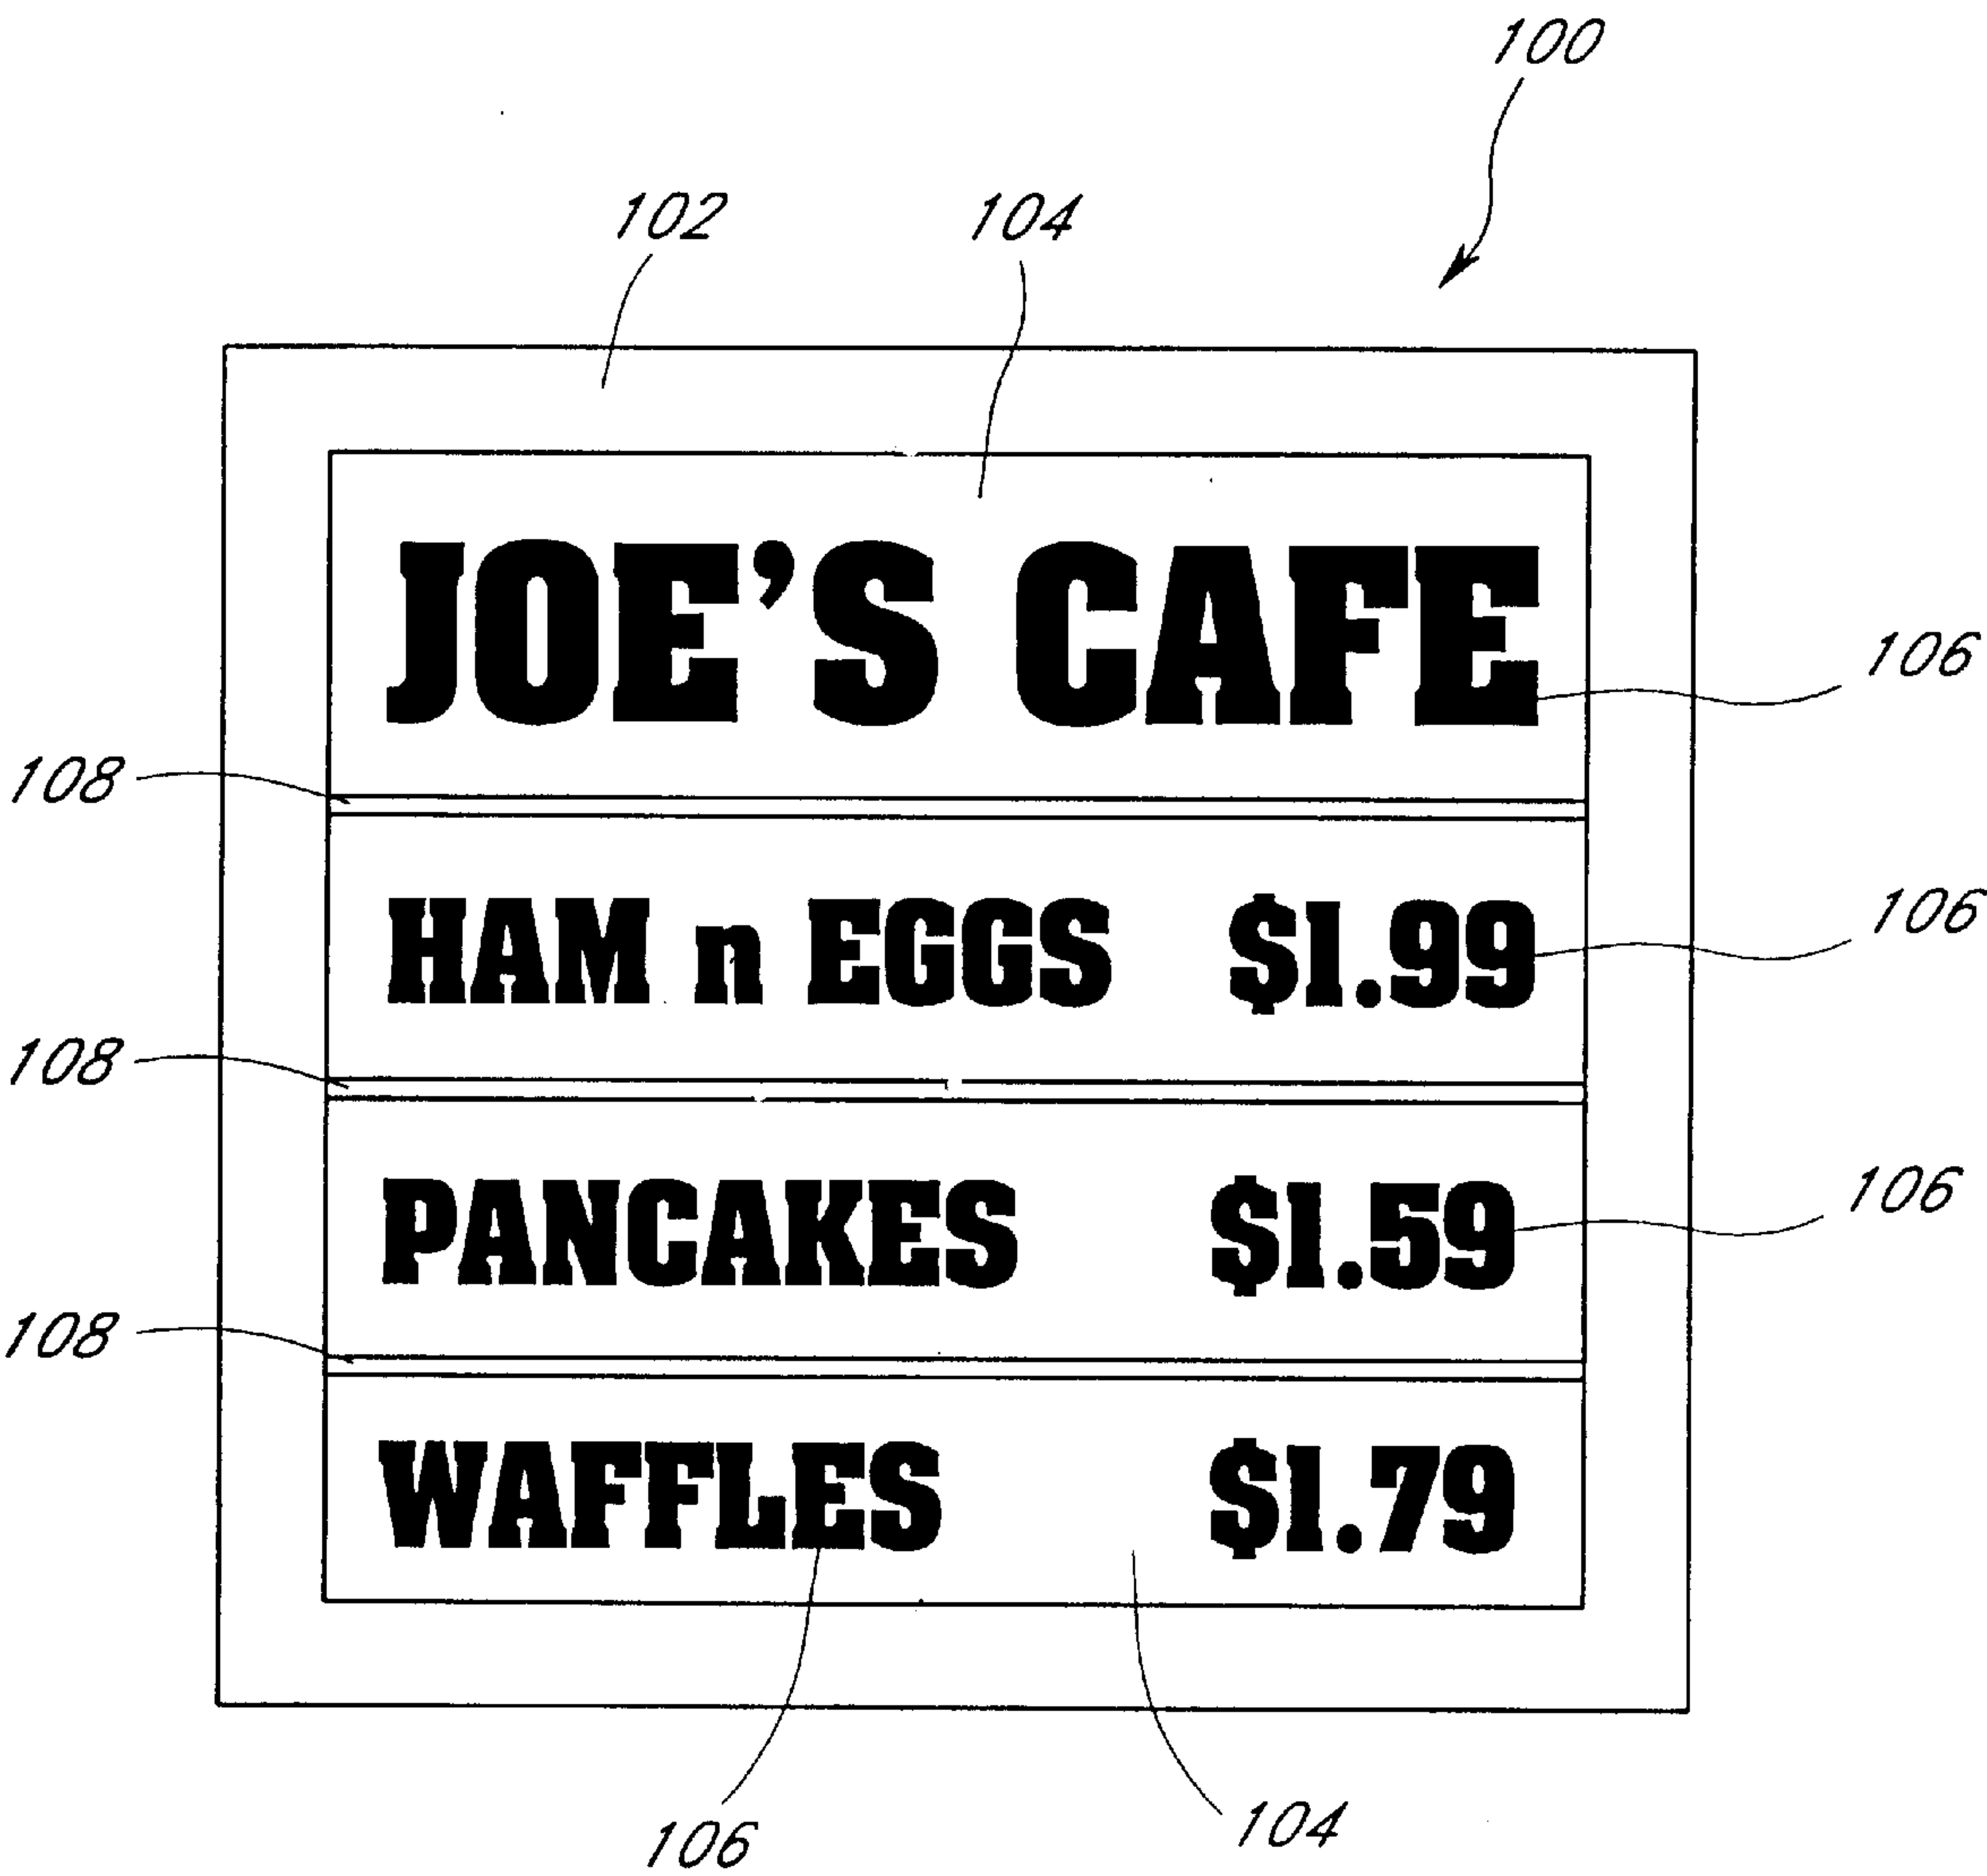 100
102 104
JOE'S CAFE
106
108
HAM n EGGS $1.99
106
108
PANCAKES $1.59
106
108
WAFFLES $1.79
106 104